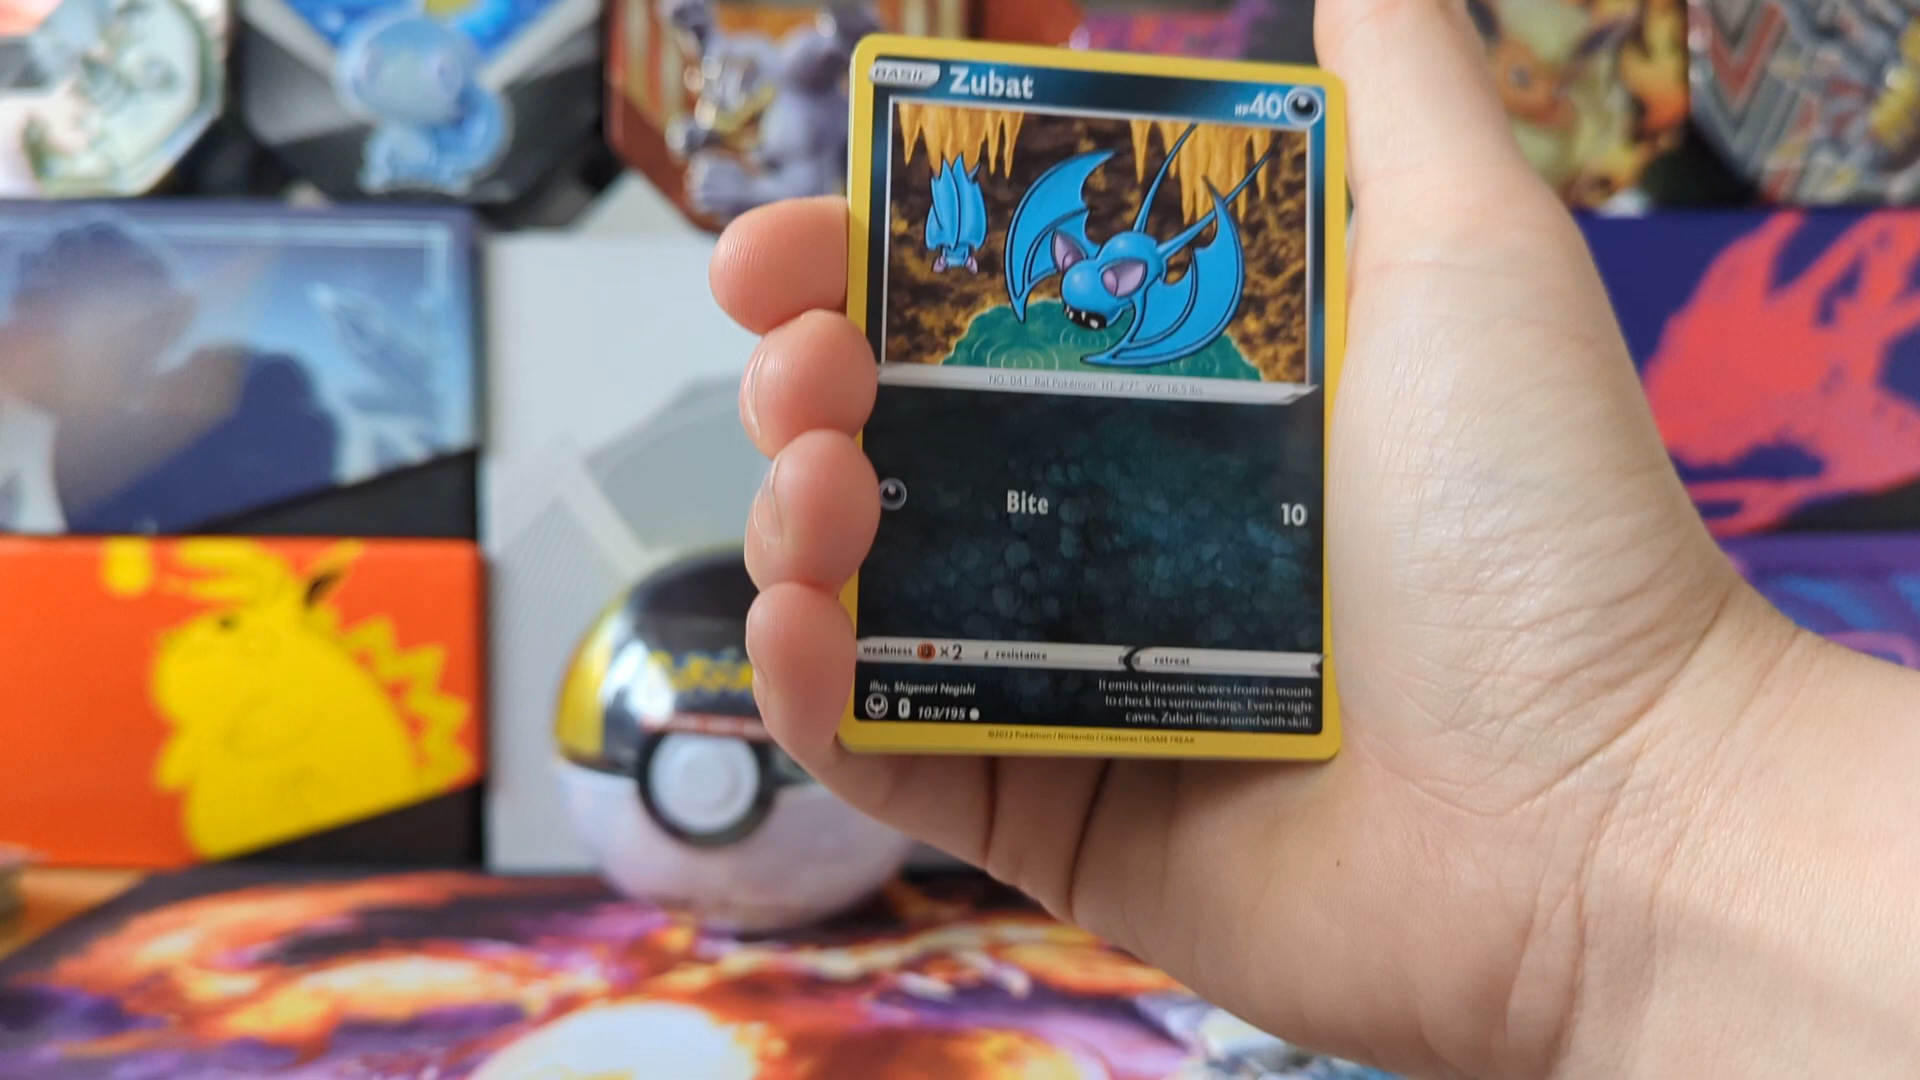 BASIC Zubat HP40
NO. 041 Bat Pokémon HT: 2'7" WT: 16.5 lbs
Bite 10
weakness ×2 resistance retreat
Illus. Shigenori Negishi
It emits ultrasonic waves from its mouth
to check its surroundings. Even in tight
caves, Zubat flies around with skill.
F 103/195
©2022 Pokémon / Nintendo / Creatures / GAME FREAK